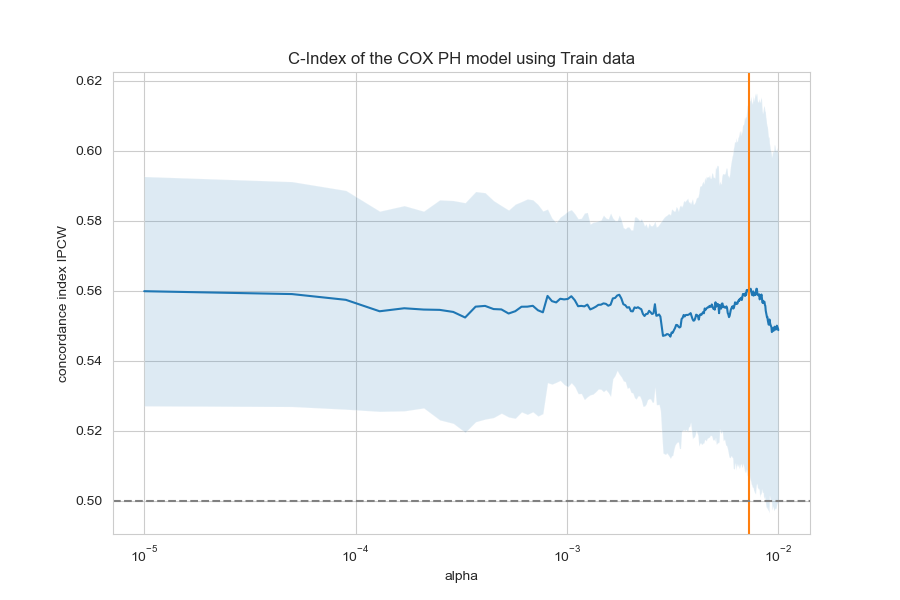 C-Index of the COX PH model using Train data
concordance index IPCW
0.62
0.60
0.58
0.56
0.54
0.52
0.50
10⁻⁵ 10⁻⁴ 10⁻³ 10⁻²
alpha